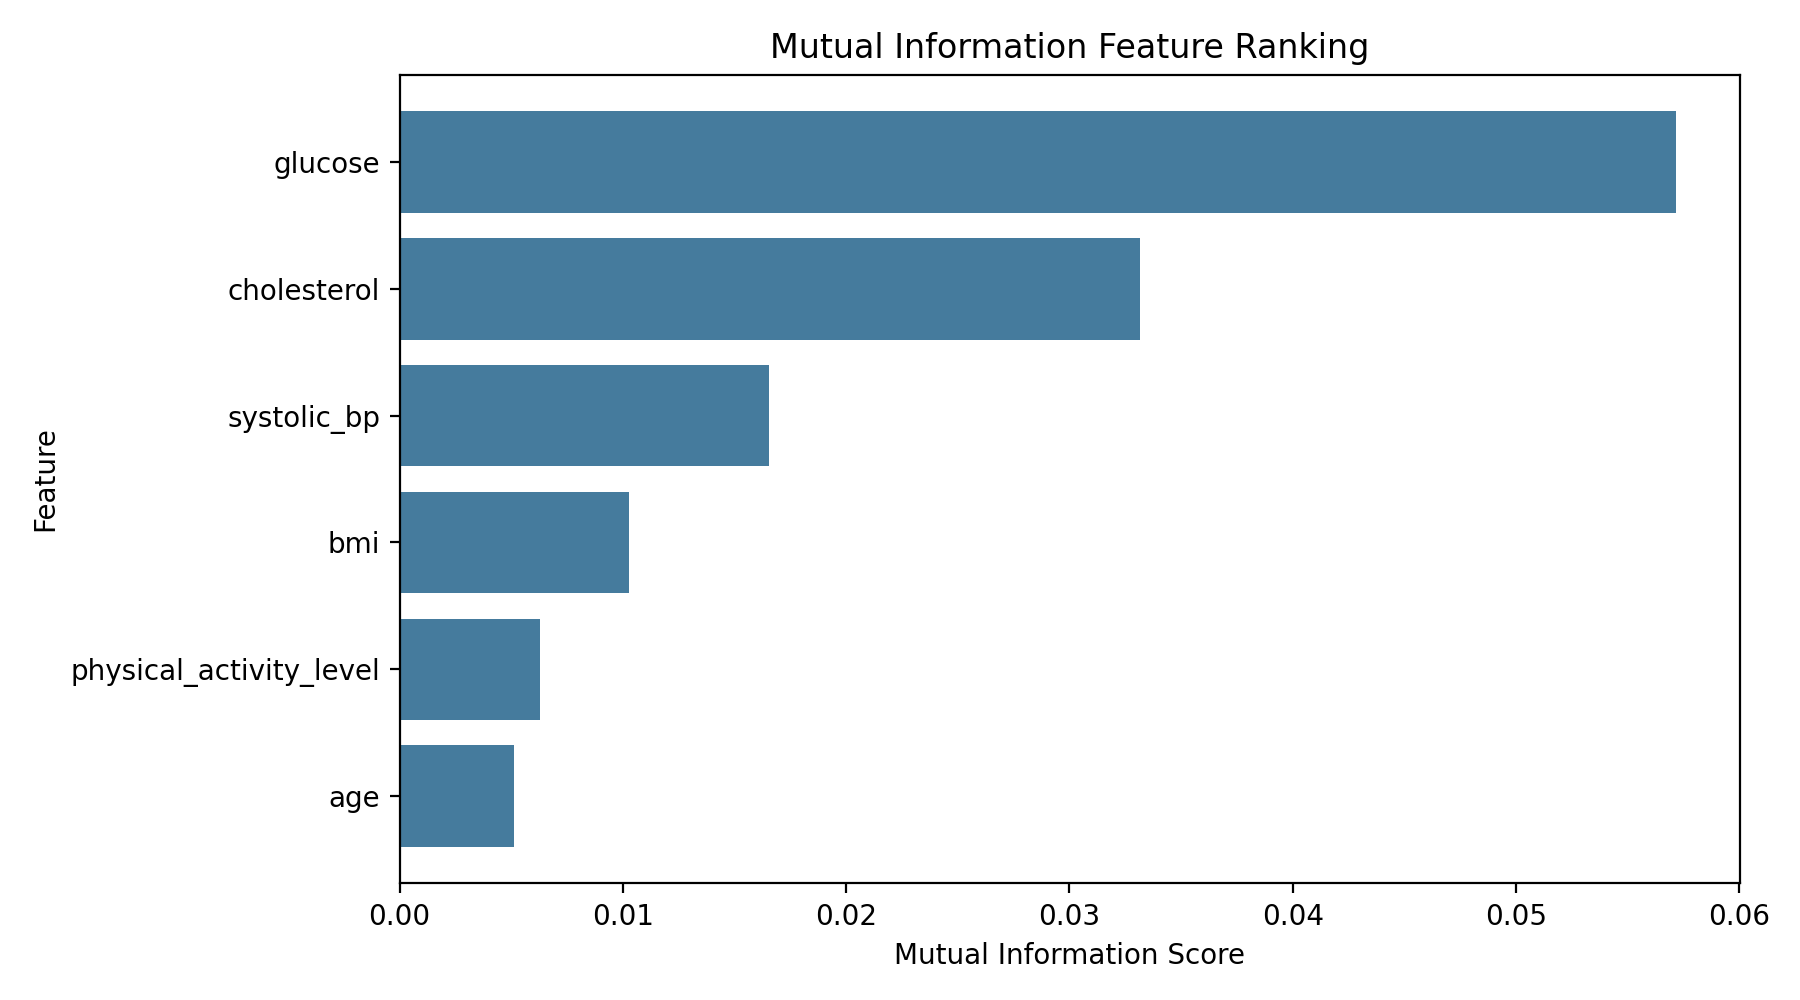 Mutual Information Feature Ranking
Feature
glucose
cholesterol
systolic_bp
bmi
physical_activity_level
age
0.00 0.01 0.02 0.03 0.04 0.05 0.06
Mutual Information Score